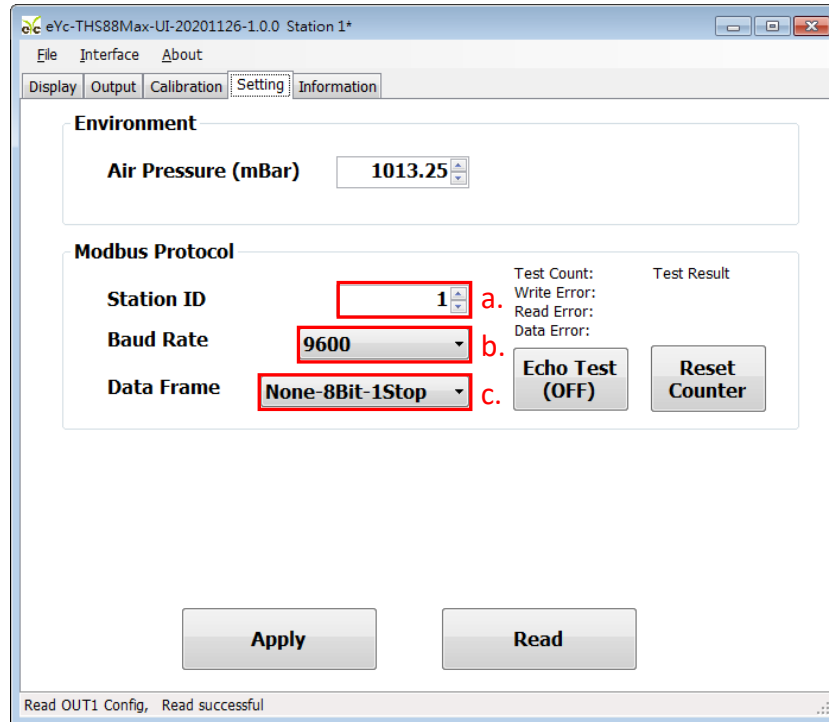 eYc eYc-THS88Max-UI-20201126-1.0.0 Station 1*
File Interface About
Display Output Calibration Setting Information
Environment
Air Pressure (mBar) 1013.25
Modbus Protocol
Test Count: Test Result
Station ID 1 a. Write Error:
Read Error:
Baud Rate 9600 b. Data Error:
Data Frame None-8Bit-1Stop c. Echo Test (OFF) Reset Counter
Apply Read
Read OUT1 Config, Read successful